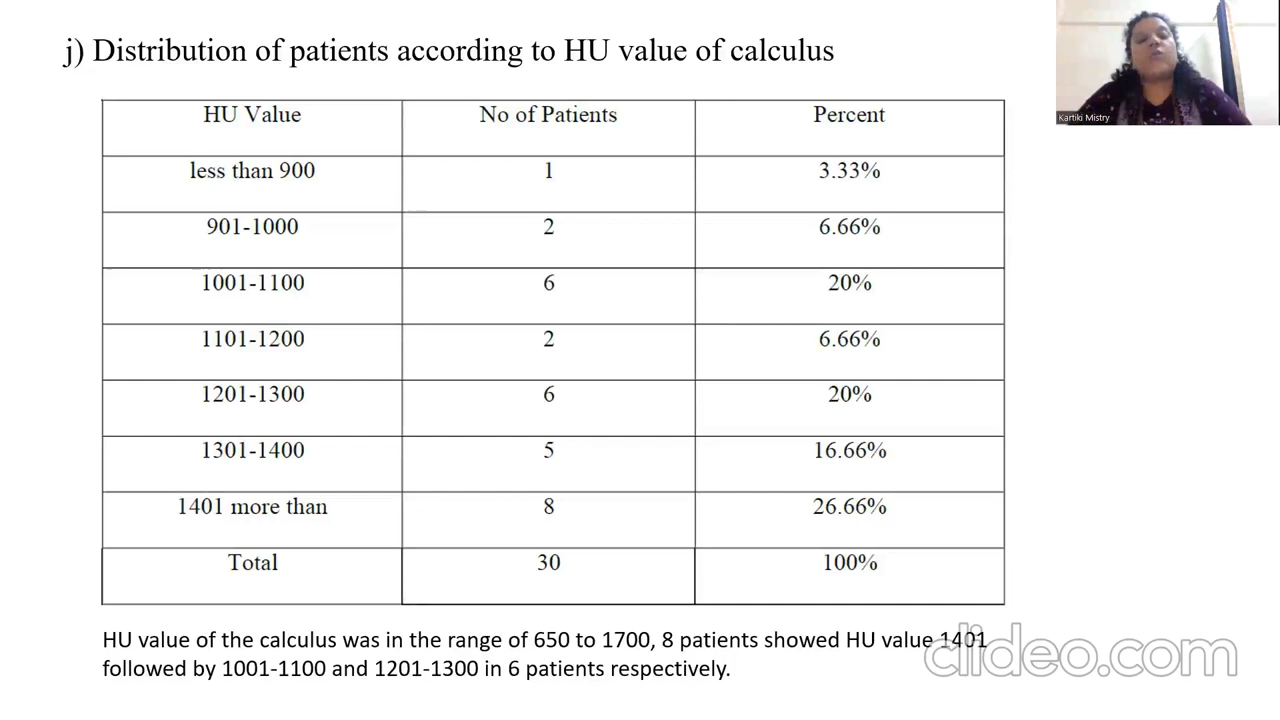 j) Distribution of patients according to HU value of calculus
Kartiki Mistry
HU Value No of Patients Percent
less than 900 1 3.33%
901-1000 2 6.66%
1001-1100 6 20%
1101-1200 2 6.66%
1201-1300 6 20%
1301-1400 5 16.66%
1401 more than 8 26.66%
Total 30 100%
HU value of the calculus was in the range of 650 to 1700, 8 patients showed HU value 1401
followed by 1001-1100 and 1201-1300 in 6 patients respectively.
clideo.com